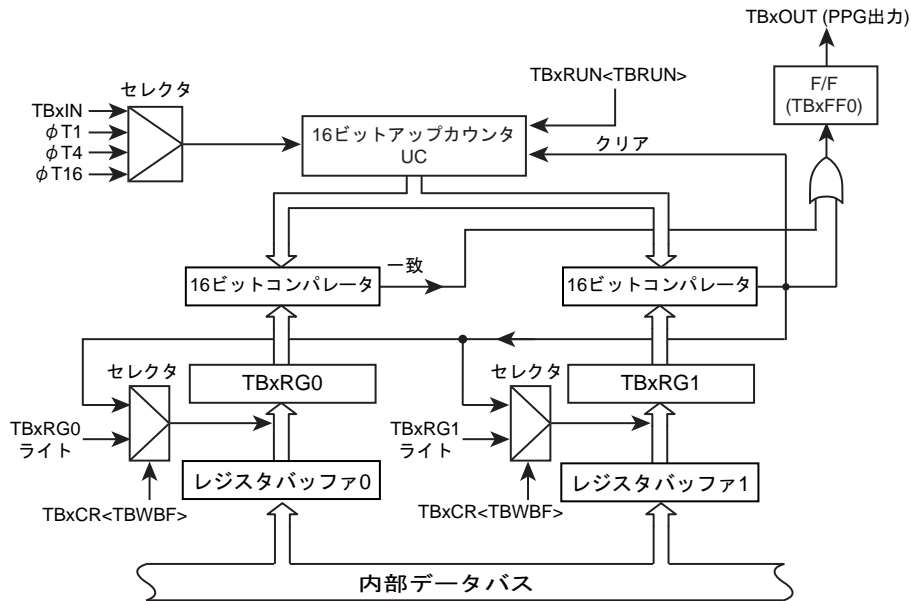 TBxOUT (PPG出力)
TBxRUN<TBRUN>
F/F
(TBxFF0)
セレクタ
TBxIN
φT1
φT4
φT16
16ビットアップカウンタ
UC
クリア
一致
16ビットコンパレータ
16ビットコンパレータ
セレクタ
TBxRG0
セレクタ
TBxRG1
TBxRG0
ライト
TBxRG1
ライト
レジスタバッファ0
レジスタバッファ1
TBxCR<TBWBF>
TBxCR<TBWBF>
内部データバス